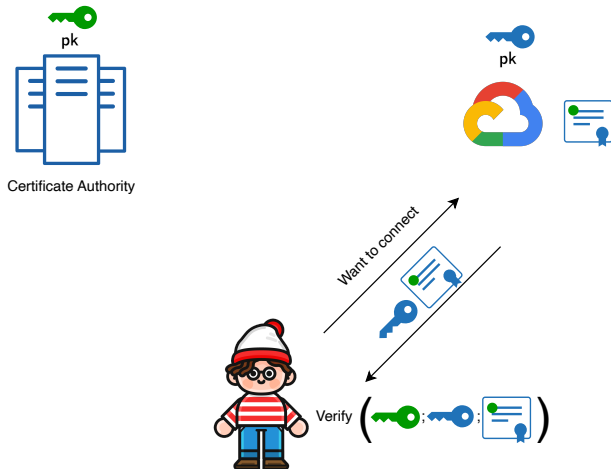 pk
pk
Certificate Authority
Want to connect
Verify ( ; ; )